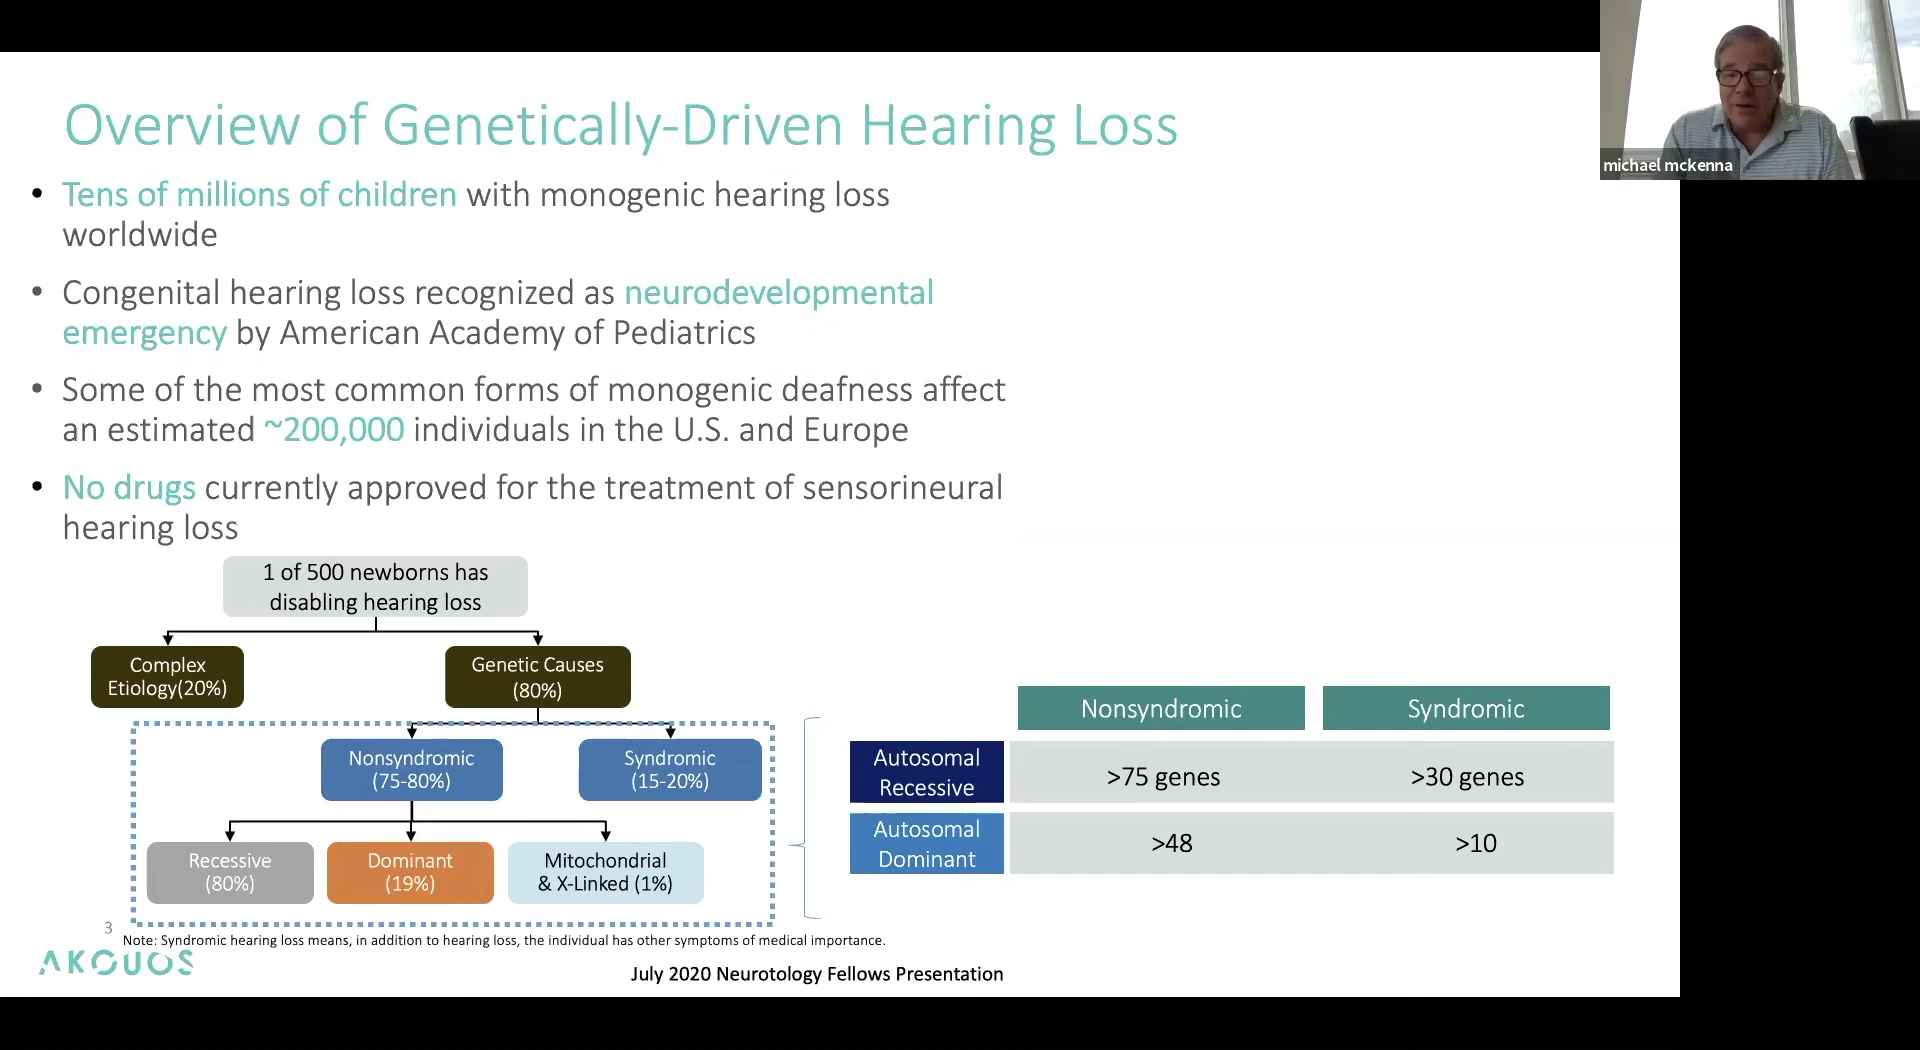 Overview of Genetically-Driven Hearing Loss
michael mckenna
• Tens of millions of children with monogenic hearing loss
worldwide
• Congenital hearing loss recognized as neurodevelopmental
emergency by American Academy of Pediatrics
• Some of the most common forms of monogenic deafness affect
an estimated ~200,000 individuals in the U.S. and Europe
• No drugs currently approved for the treatment of sensorineural
hearing loss
1 of 500 newborns has
disabling hearing loss
Complex
Etiology(20%)
Genetic Causes
(80%)
Nonsyndromic
(75-80%)
Syndromic
(15-20%)
Recessive
(80%)
Dominant
(19%)
Mitochondrial
& X-Linked (1%)
Nonsyndromic
Syndromic
Autosomal
Recessive
>75 genes
>30 genes
Autosomal
Dominant
>48
>10
3
Note: Syndromic hearing loss means, in addition to hearing loss, the individual has other symptoms of medical importance.
AKOUOS
July 2020 Neurotology Fellows Presentation